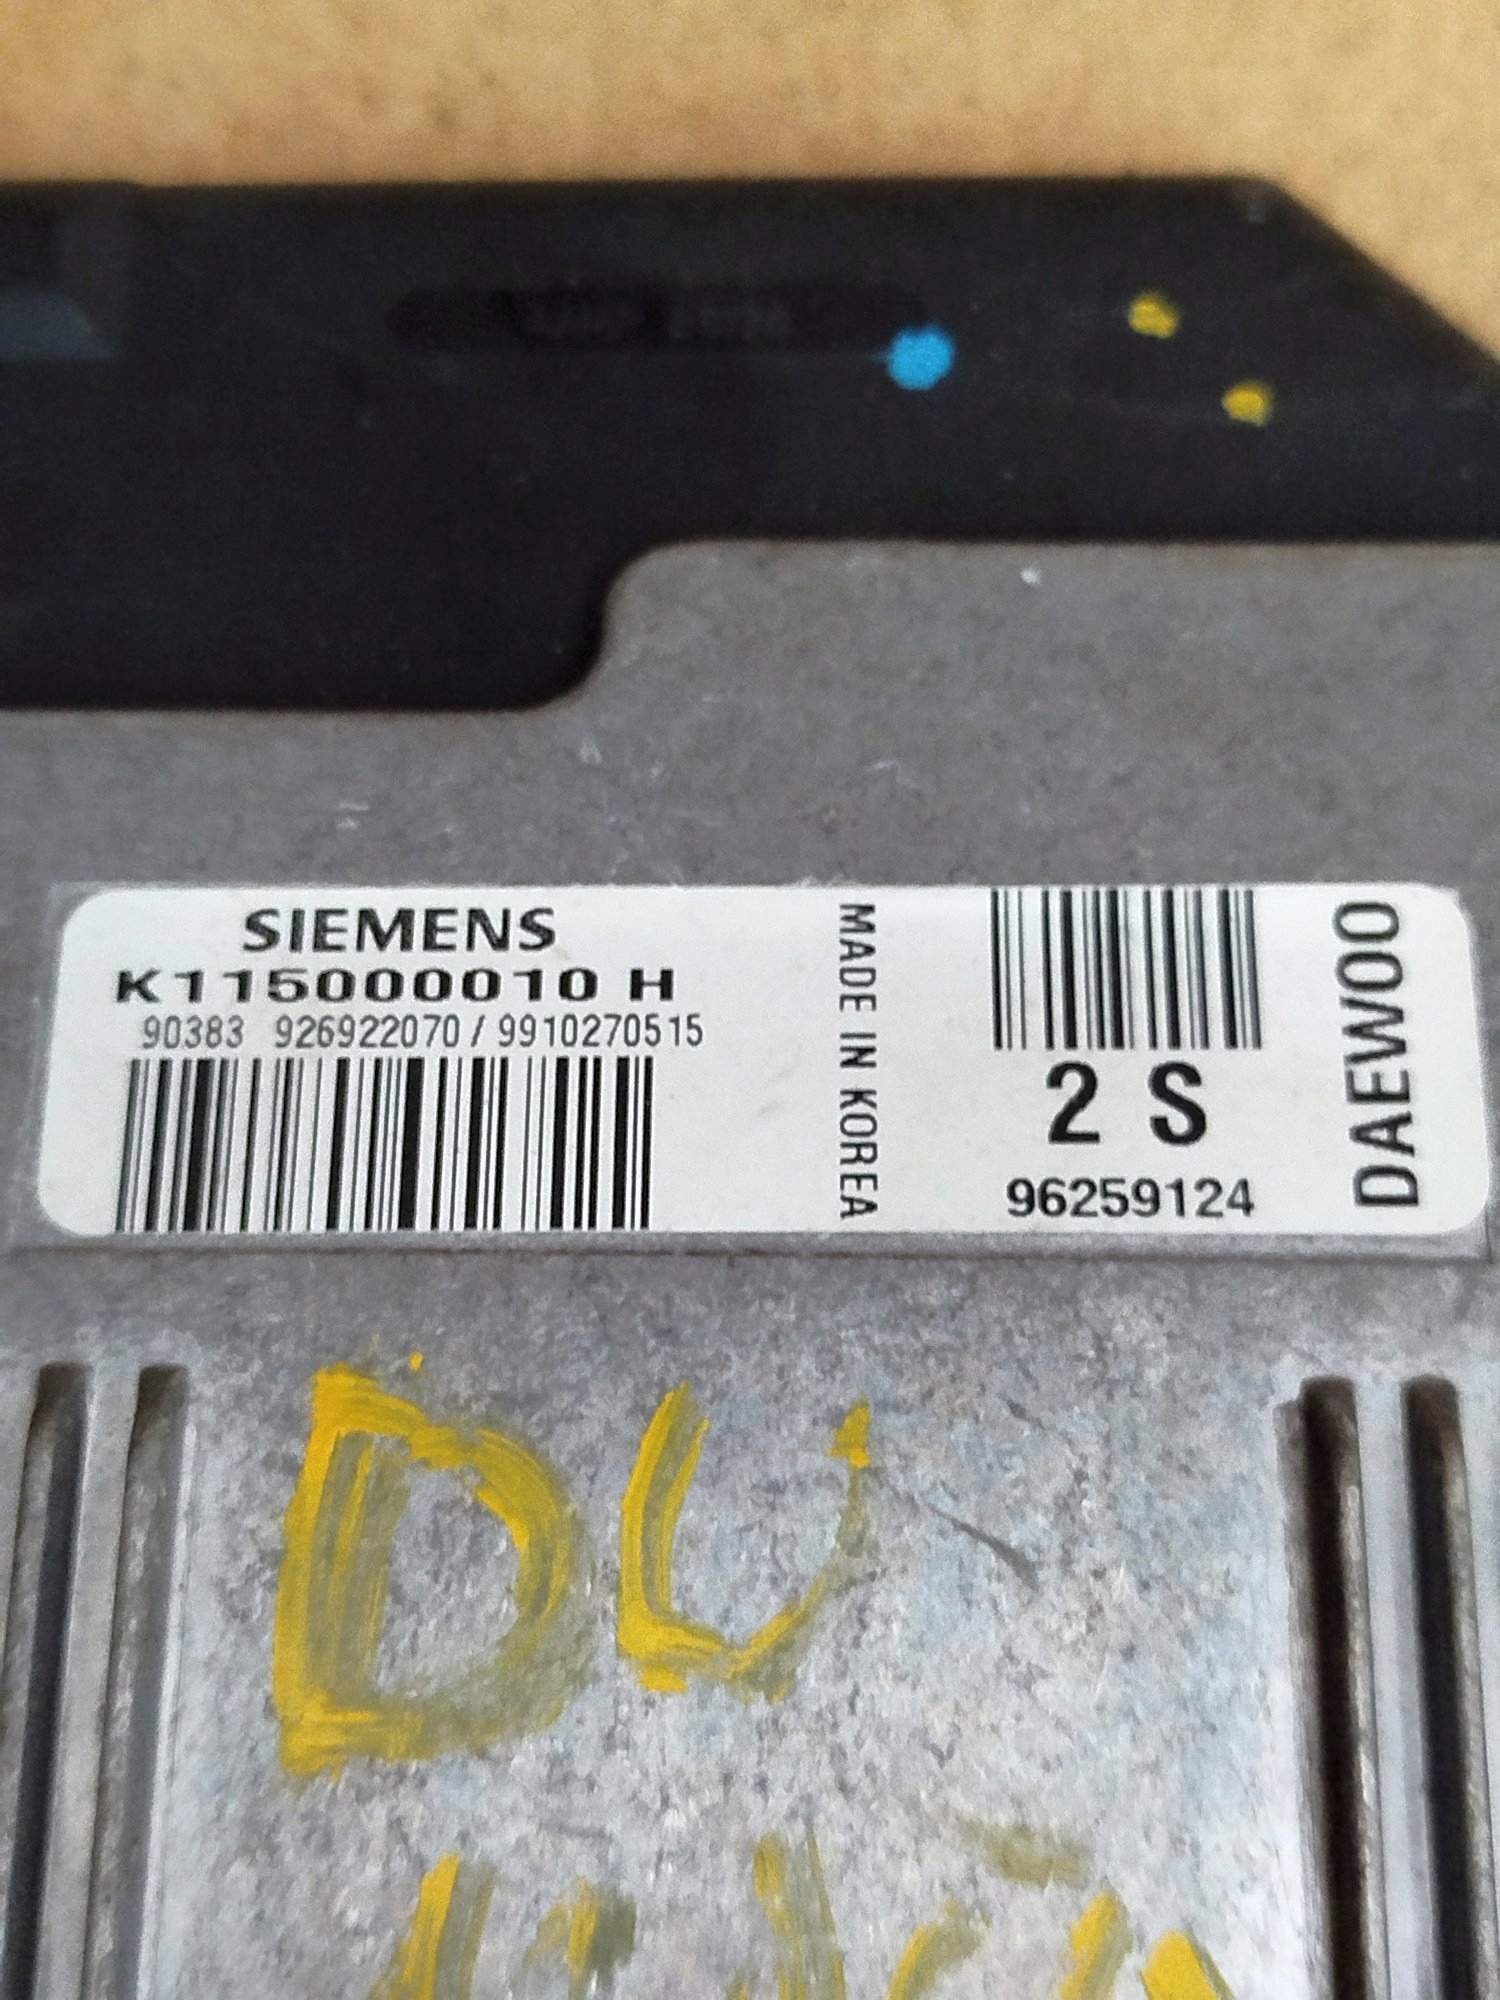 SIEMENS
K115000010 H
90383 926922070 / 9910270515
MADE IN KOREA
2 S
96259124
DAEWOO
DU